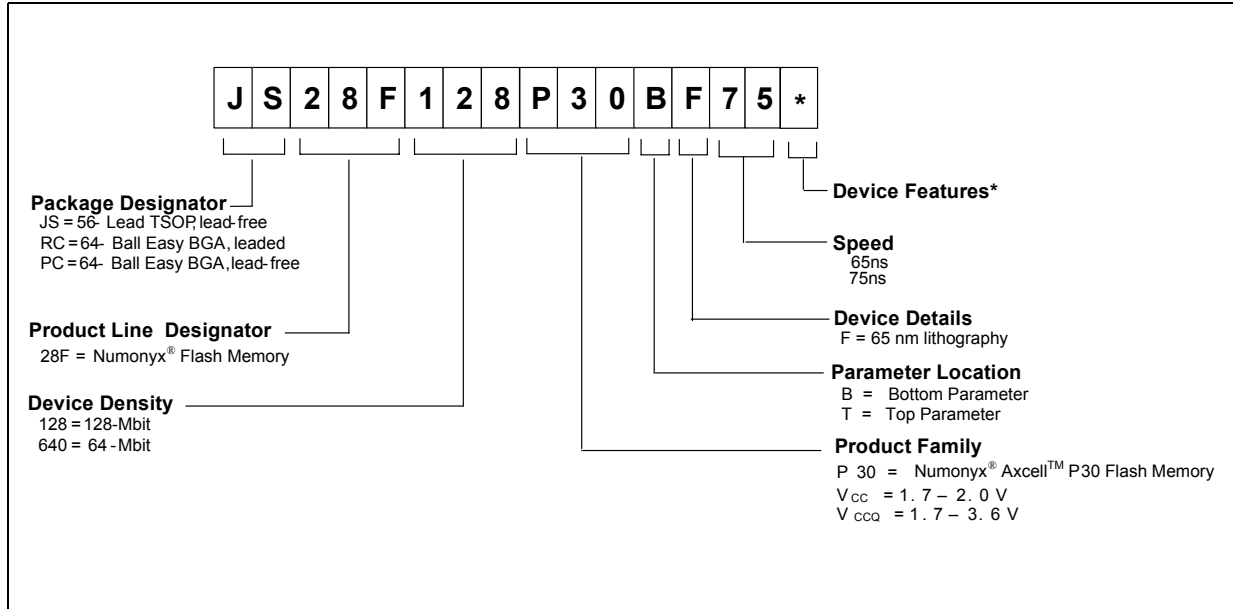 J S 2 8 F 1 2 8 P 3 0 B F 7 5 *
Package Designator
JS = 56- Lead TSOP, lead-free
RC = 64- Ball Easy BGA, leaded
PC = 64- Ball Easy BGA, lead-free
Product Line Designator
28F = Numonyx® Flash Memory
Device Density
128 = 128-Mbit
640 = 64-Mbit
Device Features*
Speed
65ns
75ns
Device Details
F = 65 nm lithography
Parameter Location
B = Bottom Parameter
T = Top Parameter
Product Family
P 30 = Numonyx® Axcell™ P30 Flash Memory
VCC = 1.7 – 2.0 V
VCCQ = 1.7 – 3.6 V